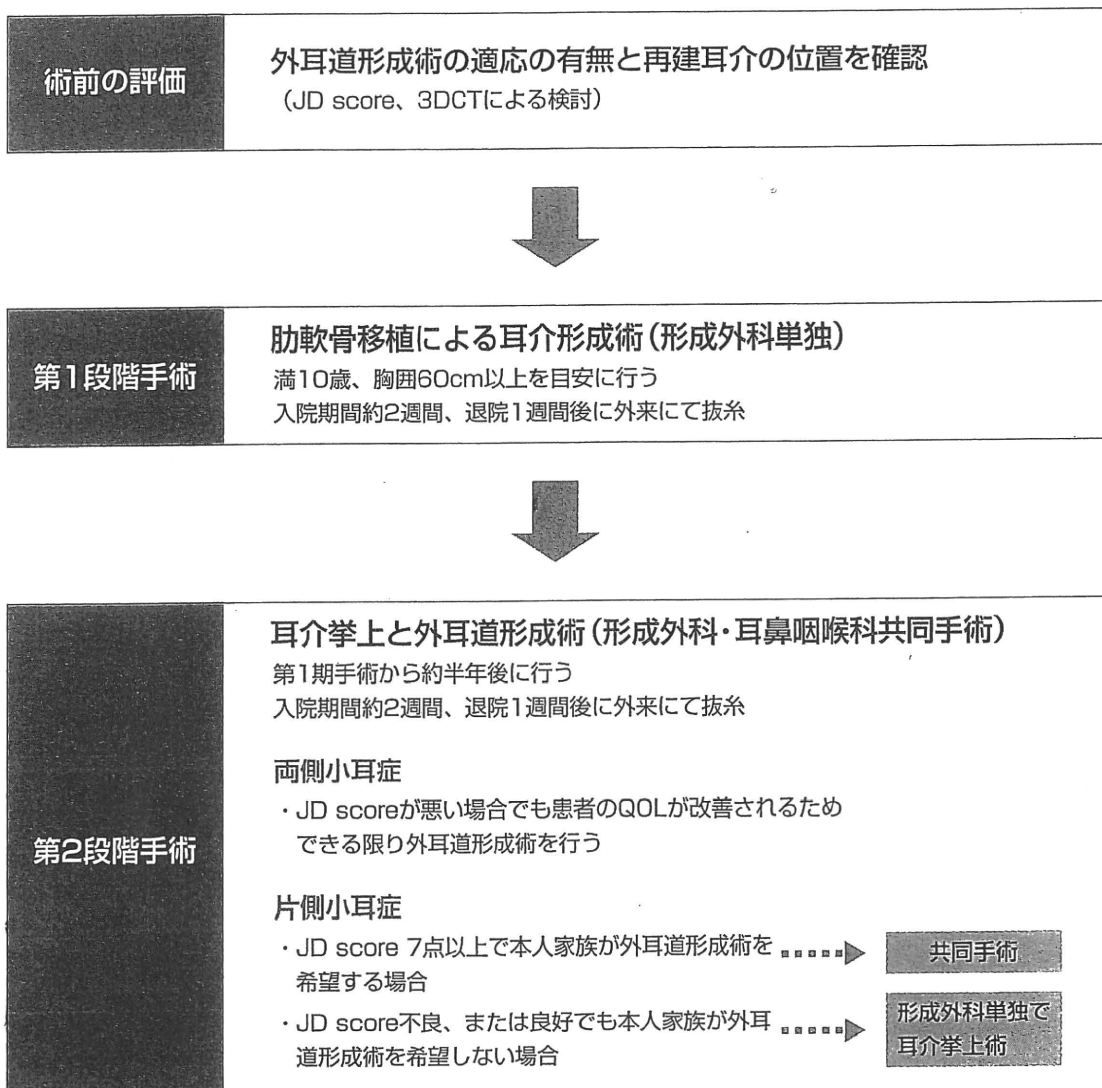 術前の評価
外耳道形成術の適応の有無と再建耳介の位置を確認
（JD score、3DCTによる検討）
第1段階手術
肋軟骨移植による耳介形成術（形成外科単独）
満10歳、胸囲60cm以上を目安に行う
入院期間約2週間、退院1週間後に外来にて抜糸
第2段階手術
耳介挙上と外耳道形成術（形成外科・耳鼻咽喉科共同手術）
第1期手術から約半年後に行う
入院期間約2週間、退院1週間後に外来にて抜糸
両側小耳症
・JD scoreが悪い場合でも患者のQOLが改善されるため
できる限り外耳道形成術を行う
片側小耳症
・JD score 7点以上で本人家族が外耳道形成術を
希望する場合
共同手術
・JD score不良、または良好でも本人家族が外耳
道形成術を希望しない場合
形成外科単独で
耳介挙上術